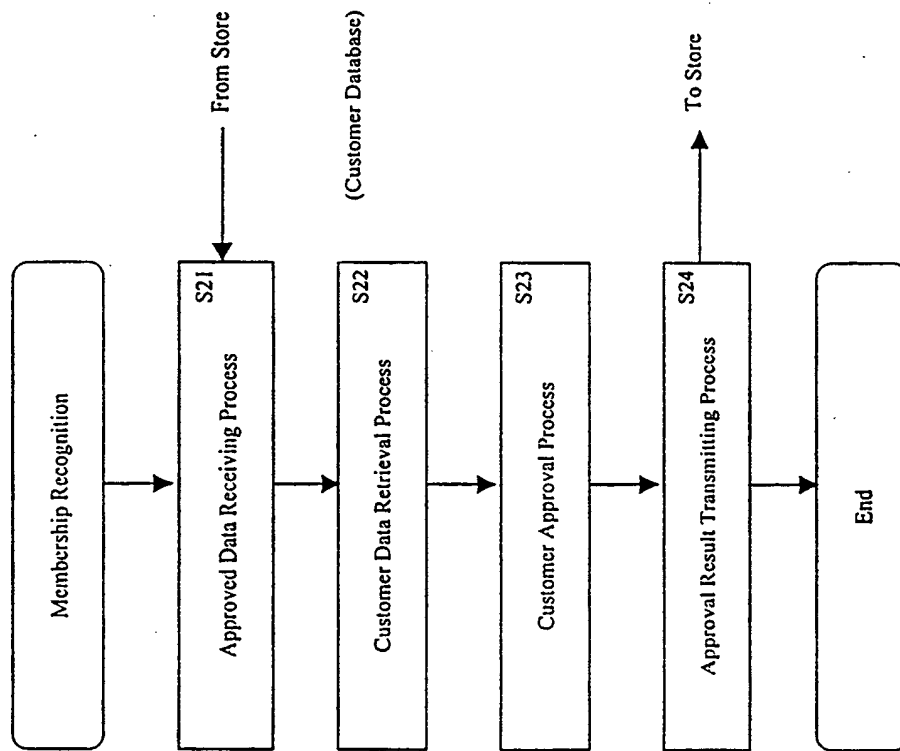 Membership Recognition
S21
Approved Data Receiving Process
From Store
S22
Customer Data Retrieval Process
(Customer Database)
S23
Customer Approval Process
S24
Approval Result Transmitting Process
To Store
End